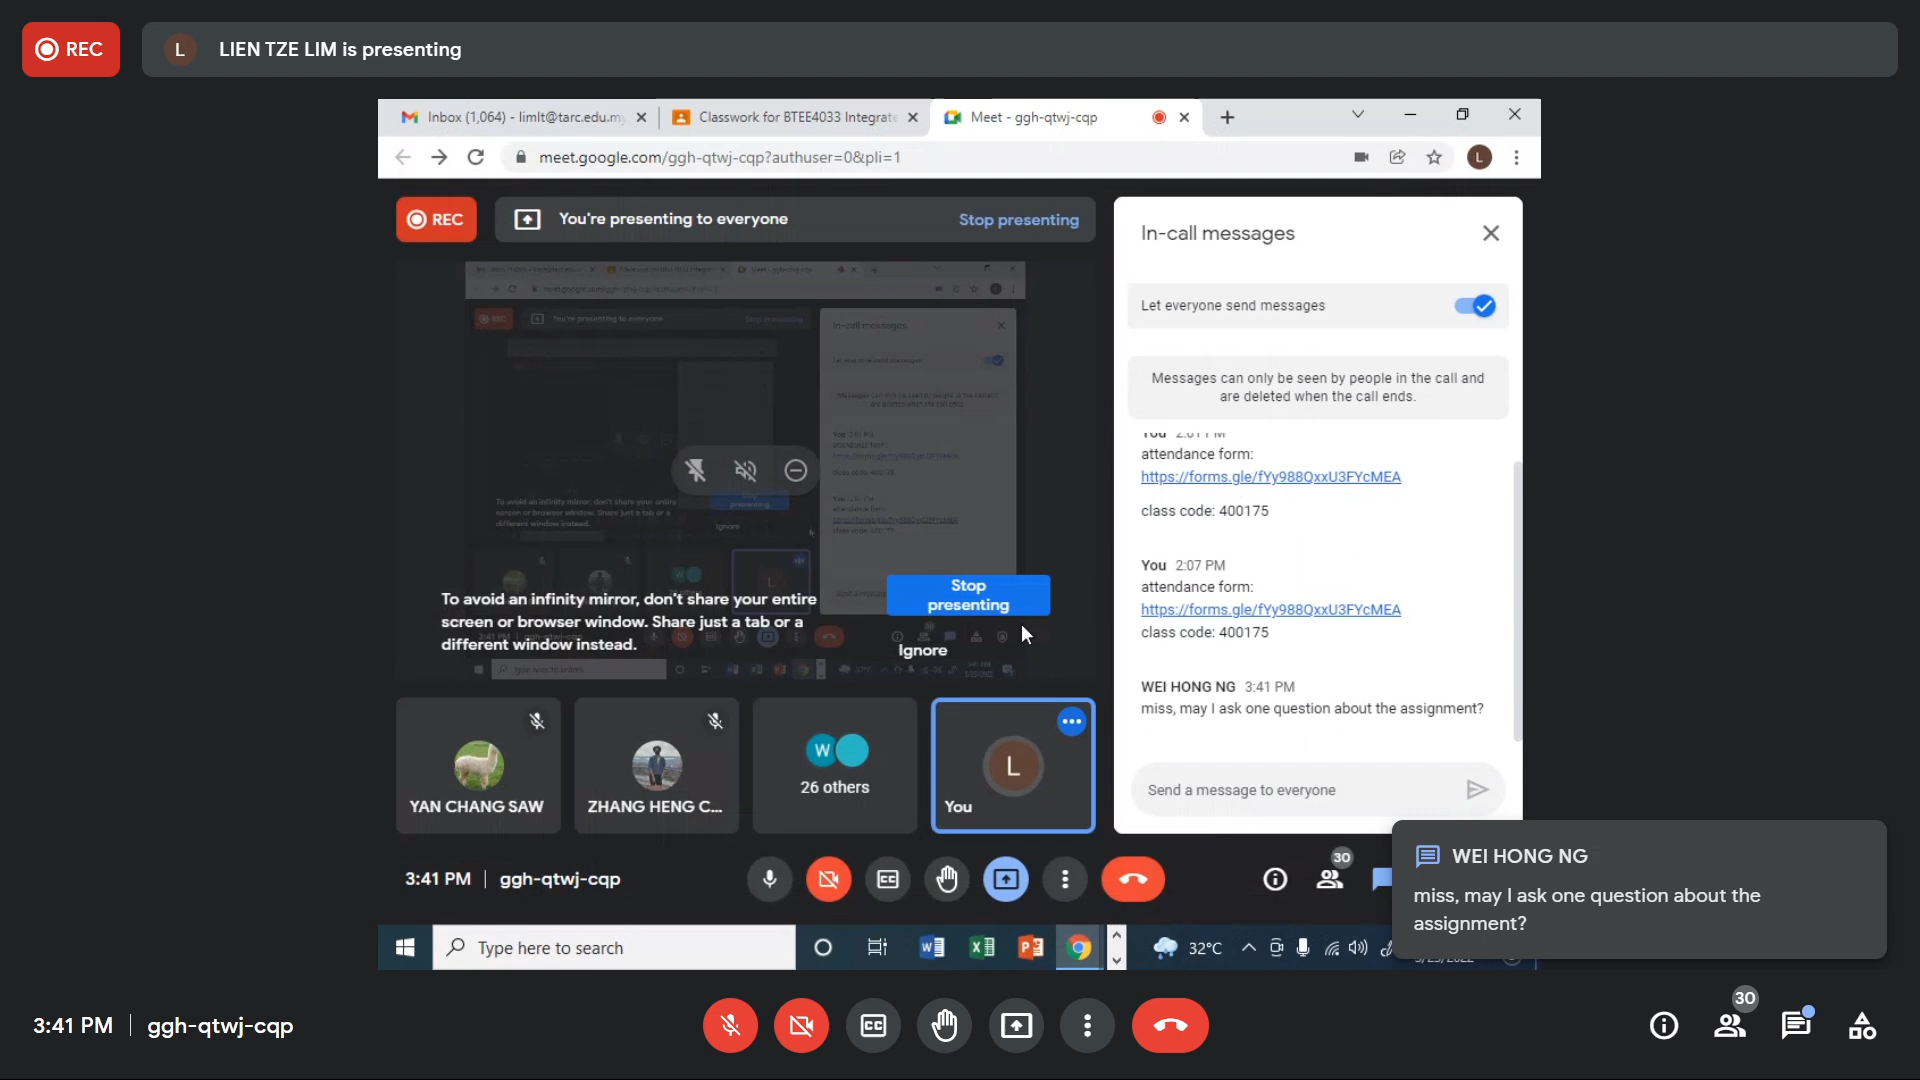 REC
L
LIEN TZE LIM is presenting
Inbox (1,064) - limlt@tarc.edu.my
Classwork for BTEE4033 Integrate
Meet - ggh-qtwj-cqp
meet.google.com/ggh-qtwj-cqp?authuser=0&pli=1
L
REC
You're presenting to everyone
Stop presenting
In-call messages
Let everyone send messages
Messages can only be seen by people in the call and
are deleted when the call ends.
You 2:01 PM
attendance form:
https://forms.gle/fYy988QxxU3FYcMEA
class code: 400175
You 2:07 PM
attendance form:
https://forms.gle/fYy988QxxU3FYcMEA
class code: 400175
WEI HONG NG 3:41 PM
miss, may I ask one question about the assignment?
Send a message to everyone
To avoid an infinity mirror, don't share your entire
screen or browser window. Share just a tab or a
different window instead.
Stop
presenting
Ignore
YAN CHANG SAW
ZHANG HENG C...
W
26 others
L
You
3:41 PM | ggh-qtwj-cqp
30
WEI HONG NG
miss, may I ask one question about the
assignment?
Type here to search
32°C
3:41 PM | ggh-qtwj-cqp
30